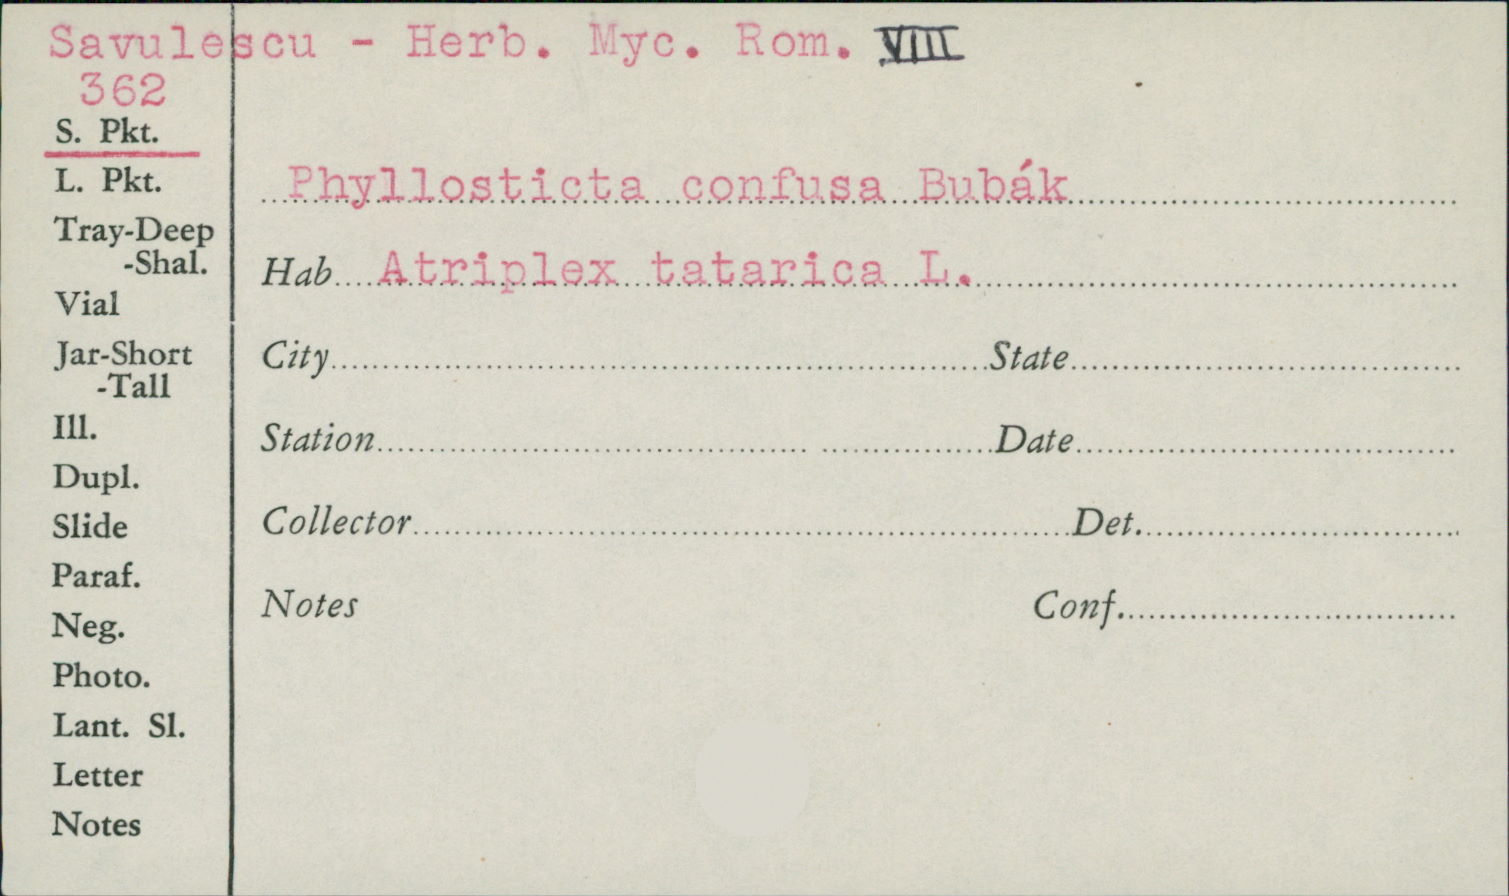 Savulescu - Herb. Myc. Rom. VIII
362
S. Pkt.
L. Pkt.
Phyllosticta confusa Bubák
Tray-Deep
-Shal.
Hab. Atriplex tatarica L.
Vial
Jar-Short
-Tall
City State
Ill.
Station Date
Dupl.
Slide
Collector Det.
Paraf.
Neg.
Notes Conf.
Photo.
Lant. Sl.
Letter
Notes